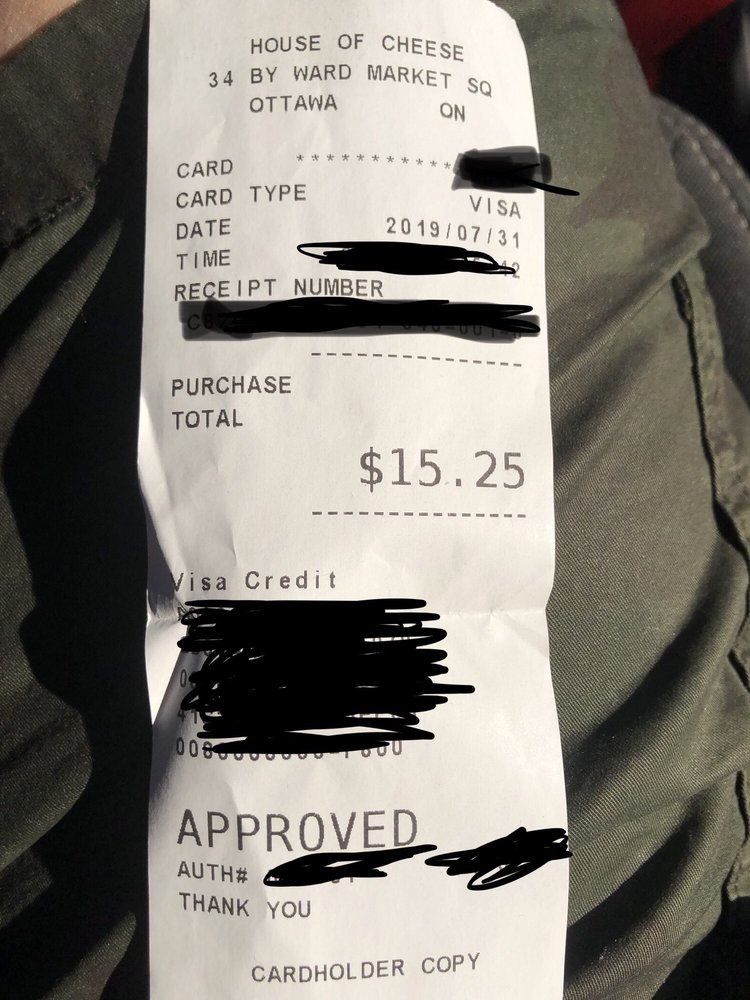 HOUSE OF CHEESE
34 BY WARD MARKET SQ
OTTAWA ON
CARD ***********
CARD TYPE VISA
DATE 2019/07/31
TIME
RECEIPT NUMBER
PURCHASE
TOTAL
$15.25
Visa Credit
APPROVED
AUTH#
THANK YOU
CARDHOLDER COPY